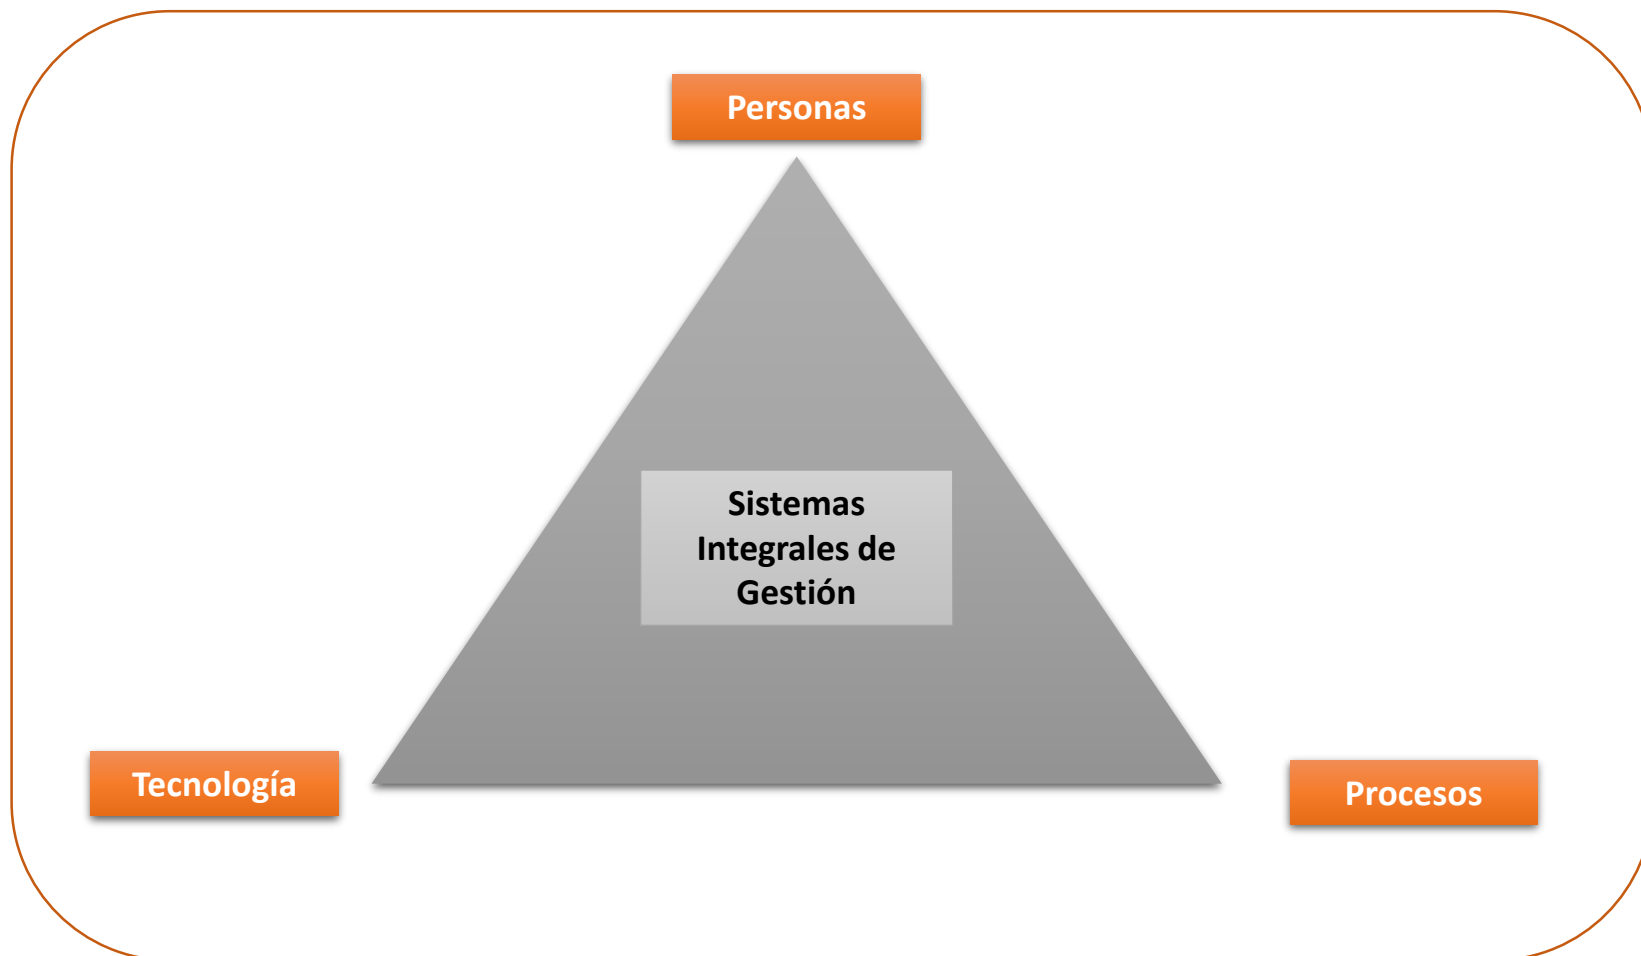 Personas
Sistemas
Integrales de
Gestión
Tecnología
Procesos